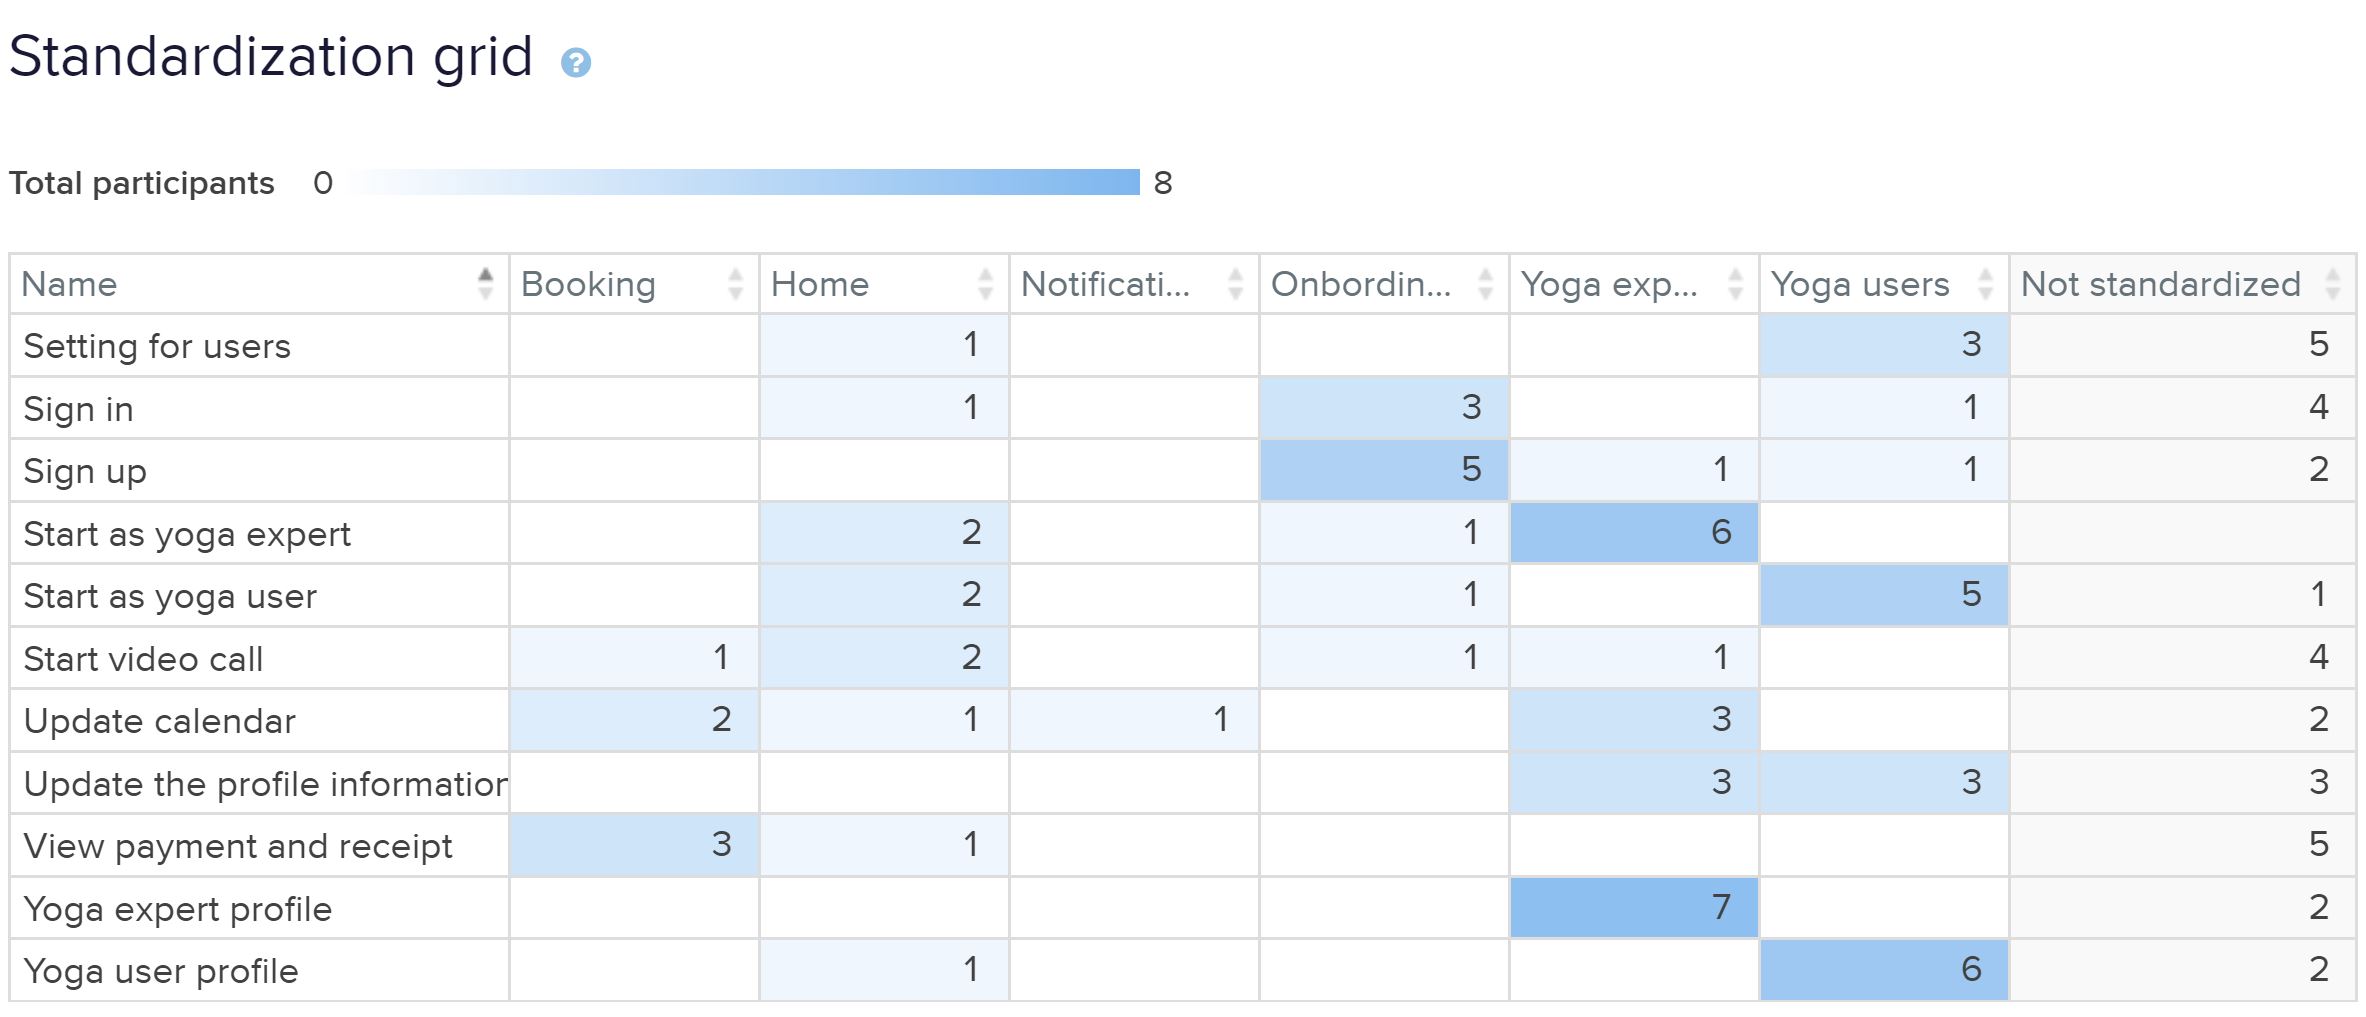 Standardization grid ?
Total participants 0 8
Name Booking Home Notificati... Onbordin... Yoga exp... Yoga users Not standardized
Setting for users 1 3 5
Sign in 1 3 1 4
Sign up 5 1 1 2
Start as yoga expert 2 1 6
Start as yoga user 2 1 5 1
Start video call 1 2 1 1 4
Update calendar 2 1 1 3 2
Update the profile information 3 3 3
View payment and receipt 3 1 5
Yoga expert profile 7 2
Yoga user profile 1 6 2